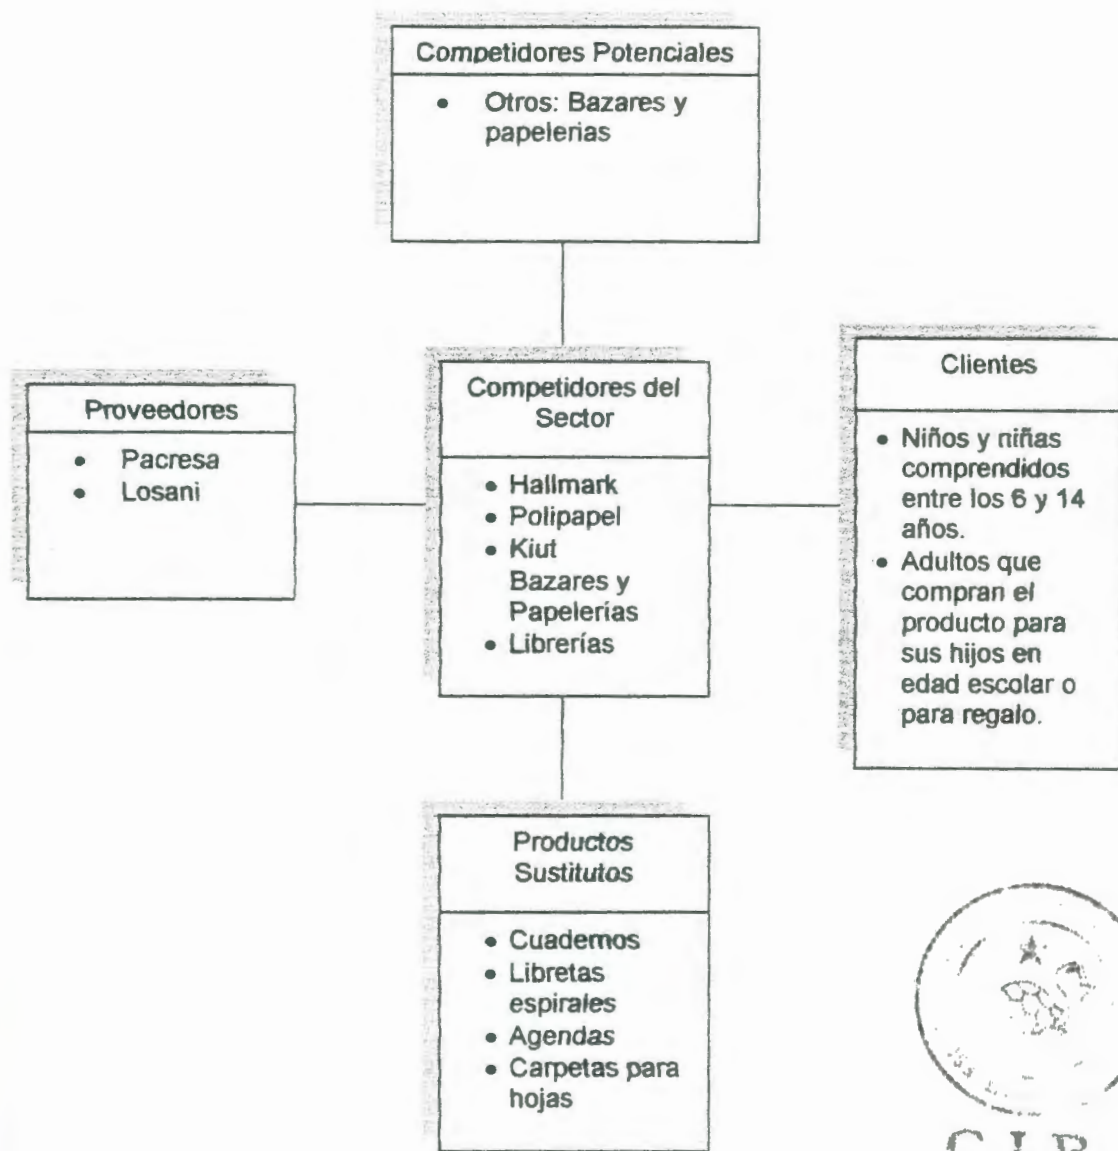 Competidores Potenciales
• Otros: Bazares y
papelerias
Proveedores
• Pacresa
• Losani
Competidores del
Sector
• Hallmark
• Polipapel
• Kiut
Bazares y
Papelerías
• Librerías
Clientes
• Niños y niñas
comprendidos
entre los 6 y 14
años.
• Adultos que
compran el
producto para
sus hijos en
edad escolar o
para regalo.
Productos
Sustitutos
• Cuadernos
• Libretas
espirales
• Agendas
• Carpetas para
hojas